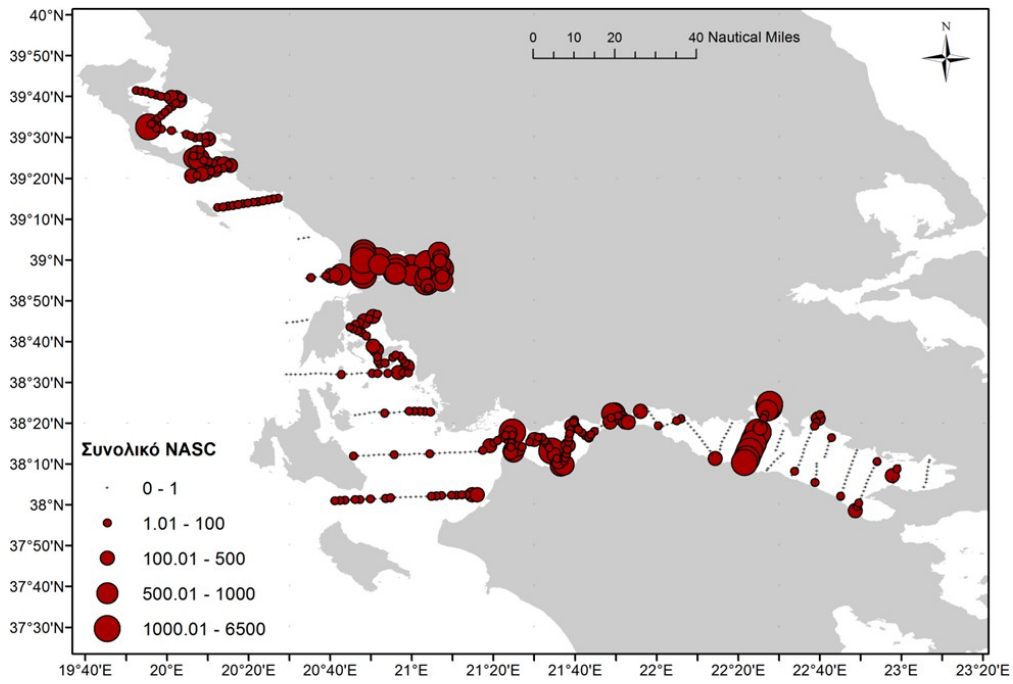 40°N
39°50'N
39°40'N
39°30'N
39°20'N
39°10'N
39°N
38°50'N
38°40'N
38°30'N
38°20'N
38°10'N
38°N
37°50'N
37°40'N
37°30'N
0 10 20 40 Nautical Miles
N
Συνολικό NASC
0 - 1
1.01 - 100
100.01 - 500
500.01 - 1000
1000.01 - 6500
19°40'E 20°E 20°20'E 20°40'E 21°E 21°20'E 21°40'E 22°E 22°20'E 22°40'E 23°E 23°20'E